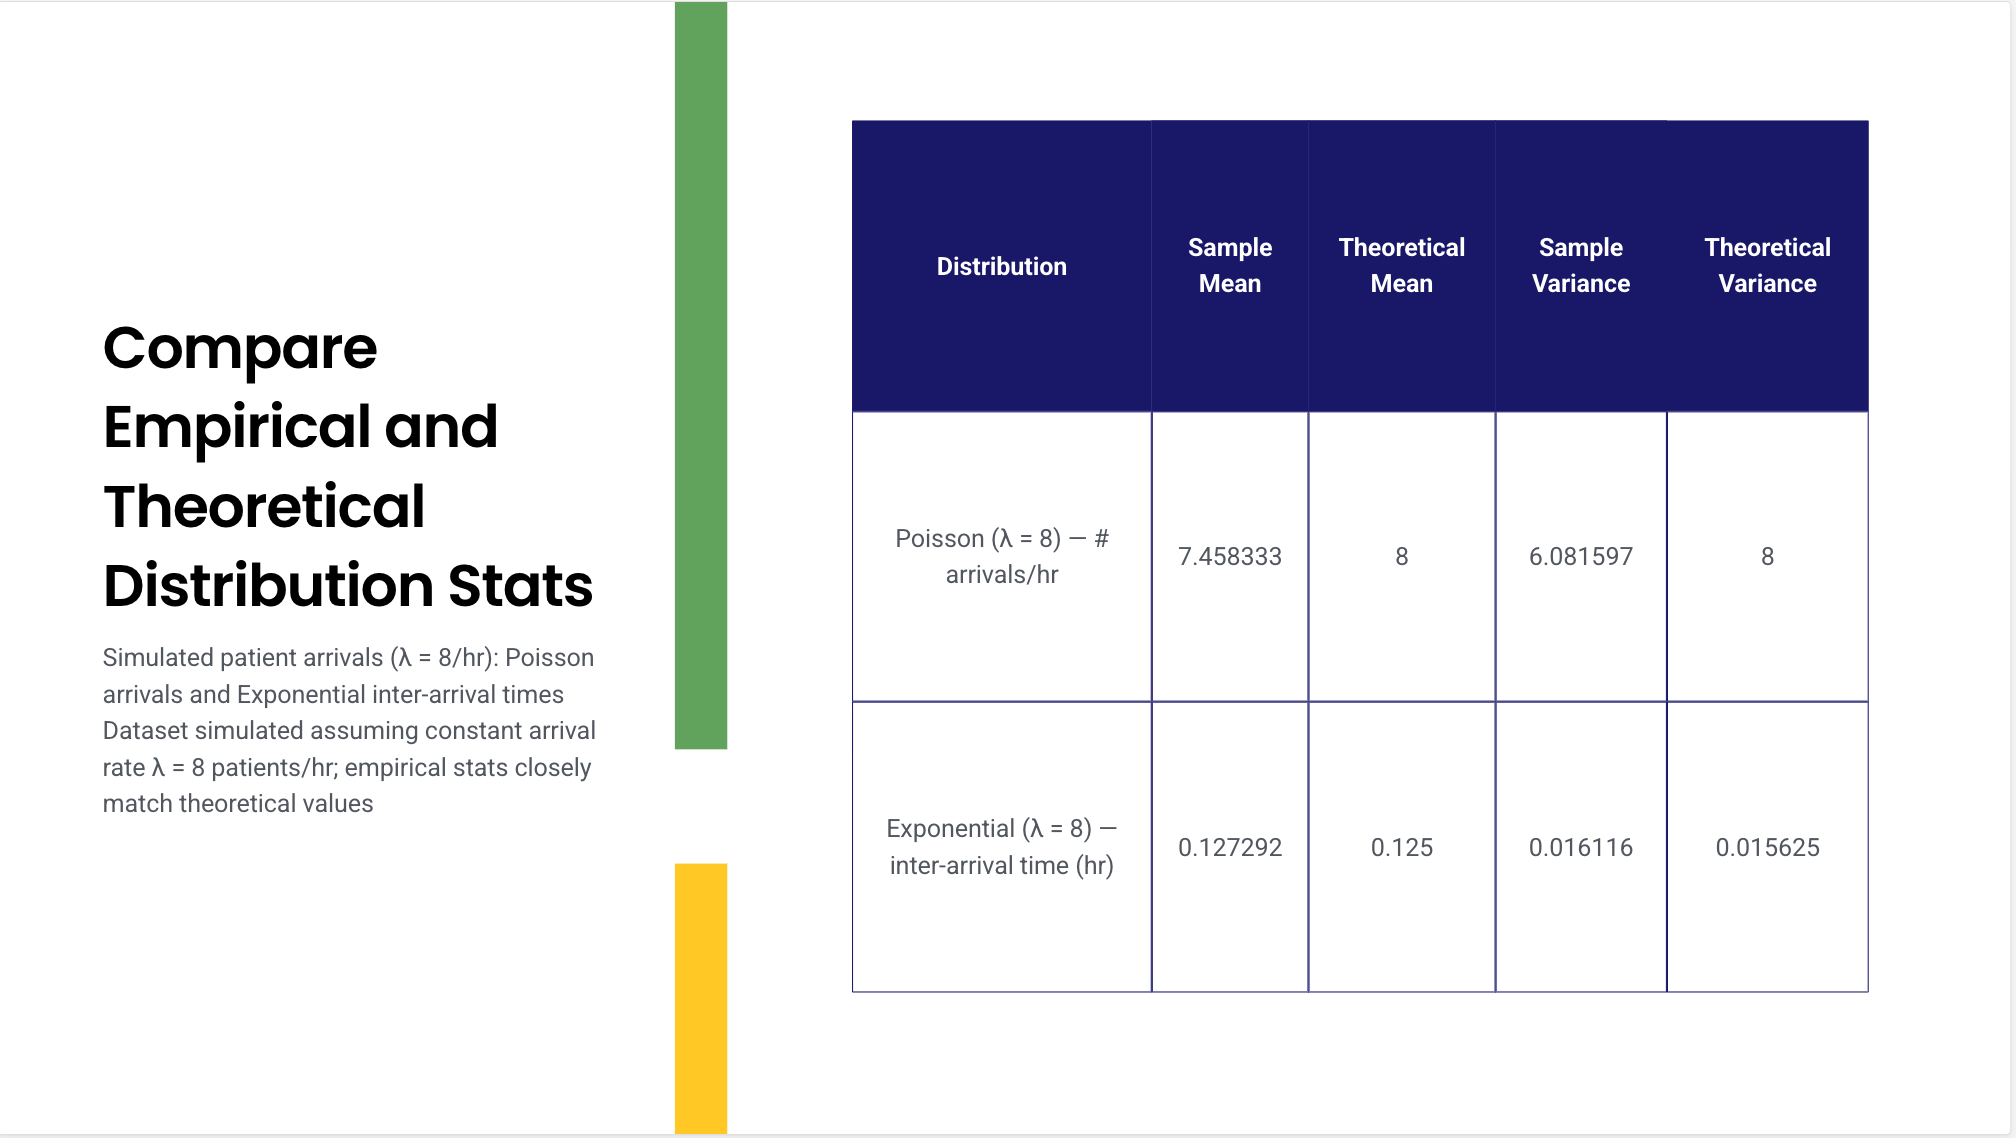 Compare
Empirical and
Theoretical
Distribution Stats
Simulated patient arrivals (λ = 8/hr): Poisson
arrivals and Exponential inter-arrival times
Dataset simulated assuming constant arrival
rate λ = 8 patients/hr; empirical stats closely
match theoretical values
Distribution
Sample
Mean
Theoretical
Mean
Sample
Variance
Theoretical
Variance
Poisson (λ = 8) — #
arrivals/hr
7.458333
8
6.081597
8
Exponential (λ = 8) —
inter-arrival time (hr)
0.127292
0.125
0.016116
0.015625